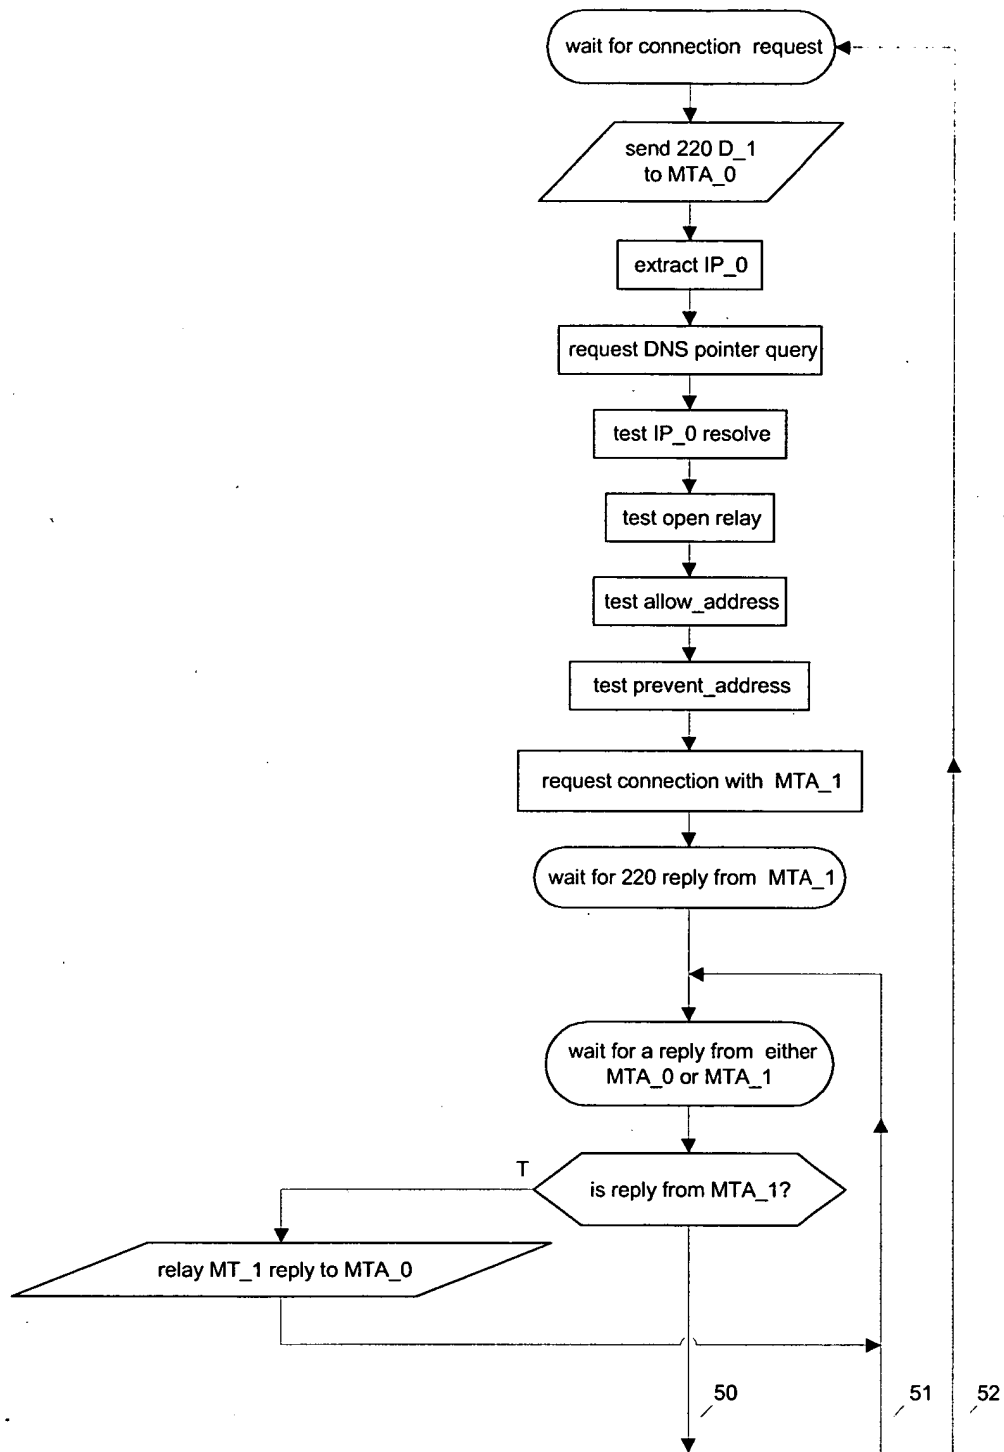 wait for connection request
send 220 D_1
to MTA_0
extract IP_0
request DNS pointer query
test IP_0 resolve
test open relay
test allow_address
test prevent_address
request connection with MTA_1
wait for 220 reply from MTA_1
wait for a reply from either
MTA_0 or MTA_1
T
is reply from MTA_1?
relay MT_1 reply to MTA_0
50
51
52